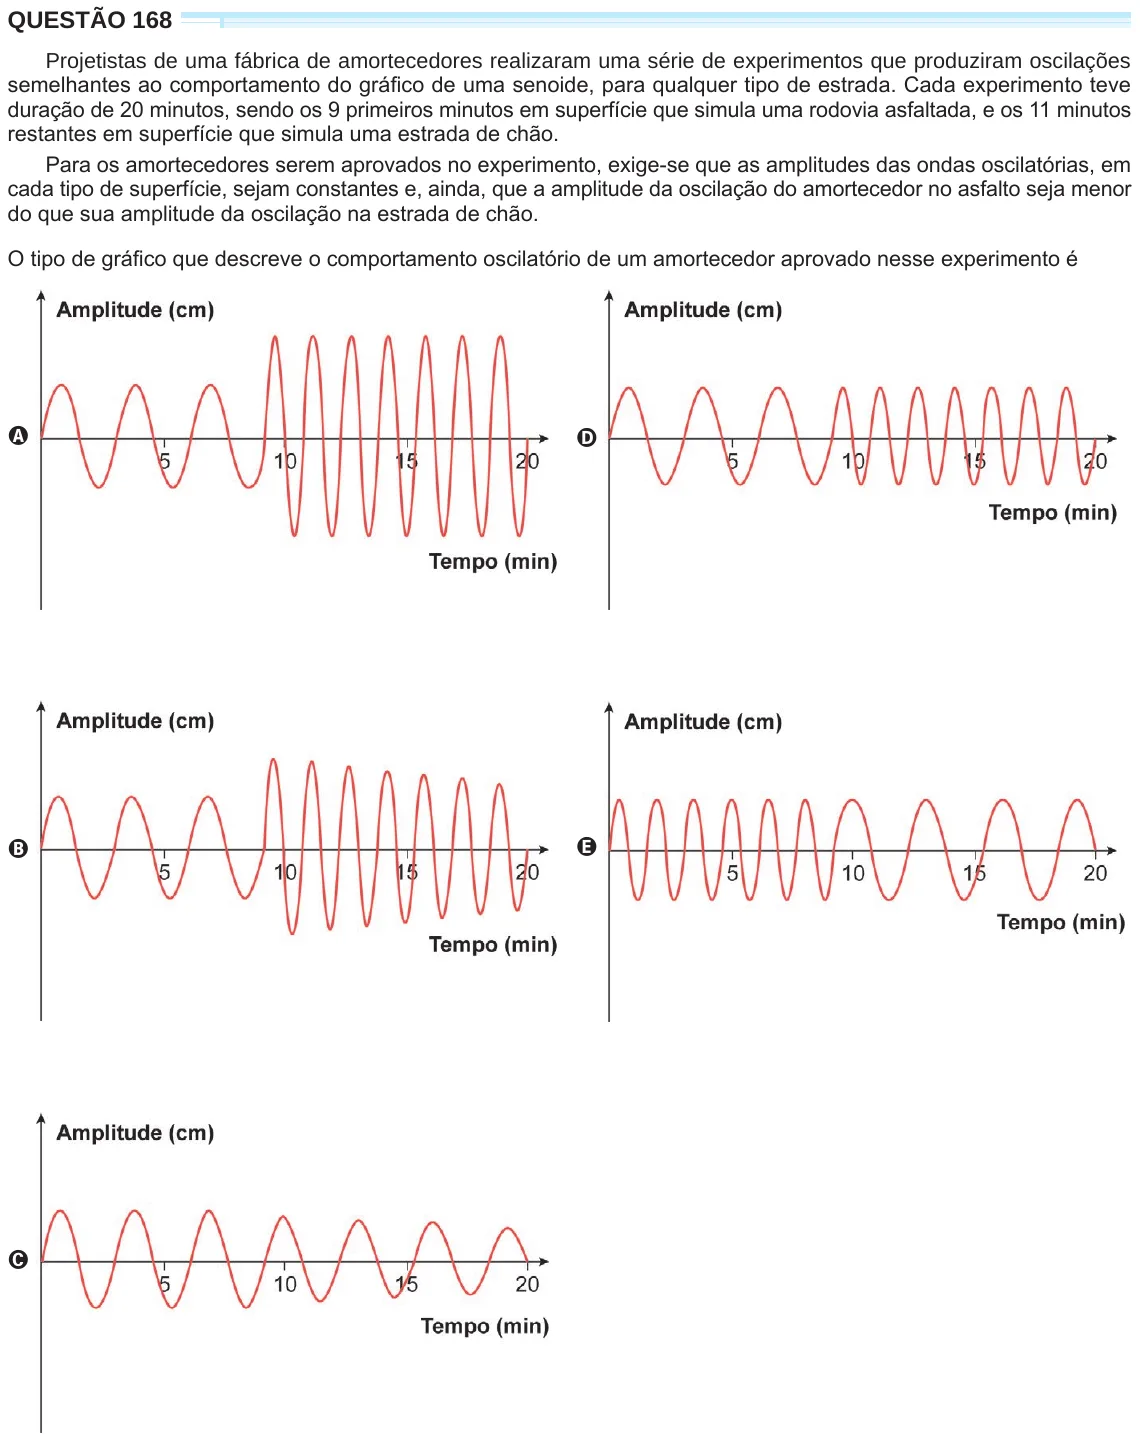 QUESTÃO 168
Projetistas de uma fábrica de amortecedores realizaram uma série de experimentos que produziram oscilações
semelhantes ao comportamento do gráfico de uma senoide, para qualquer tipo de estrada. Cada experimento teve
duração de 20 minutos, sendo os 9 primeiros minutos em superfície que simula uma rodovia asfaltada, e os 11 minutos
restantes em superfície que simula uma estrada de chão.
Para os amortecedores serem aprovados no experimento, exige-se que as amplitudes das ondas oscilatórias, em
cada tipo de superfície, sejam constantes e, ainda, que a amplitude da oscilação do amortecedor no asfalto seja menor
do que sua amplitude da oscilação na estrada de chão.
O tipo de gráfico que descreve o comportamento oscilatório de um amortecedor aprovado nesse experimento é
Amplitude (cm)
A
5 10 15 20
Tempo (min)
Amplitude (cm)
B
5 10 15 20
Tempo (min)
Amplitude (cm)
C
5 10 15 20
Tempo (min)
Amplitude (cm)
D
5 10 15 20
Tempo (min)
Amplitude (cm)
E
5 10 15 20
Tempo (min)